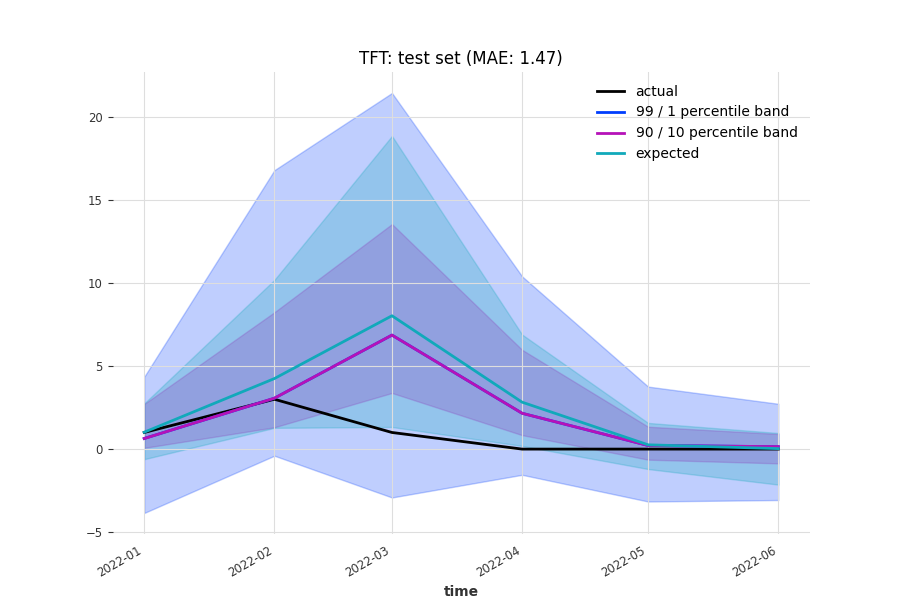 TFT: test set (MAE: 1.47)
actual
99 / 1 percentile band
90 / 10 percentile band
expected
20
15
10
5
0
−5
2022-01
2022-02
2022-03
2022-04
2022-05
2022-06
time